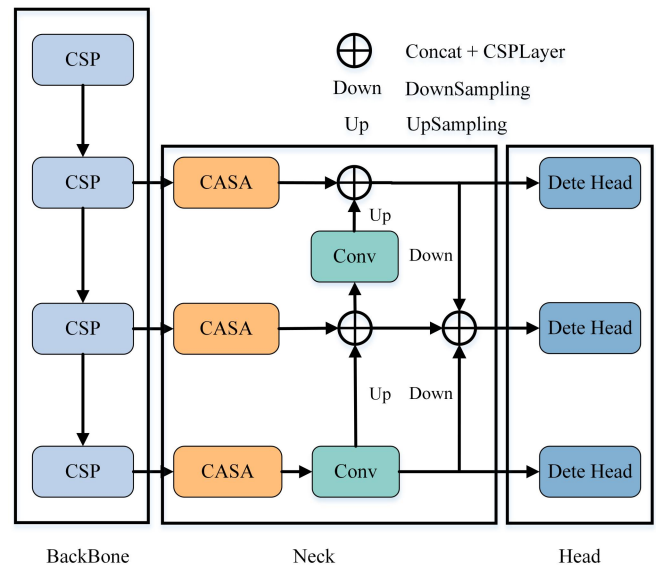 CSP
Concat + CSPLayer
Down DownSampling
Up UpSampling
CSP CASA Dete Head
Up
Conv Down
CSP CASA Dete Head
Up Down
CSP CASA Conv Dete Head
BackBone Neck Head